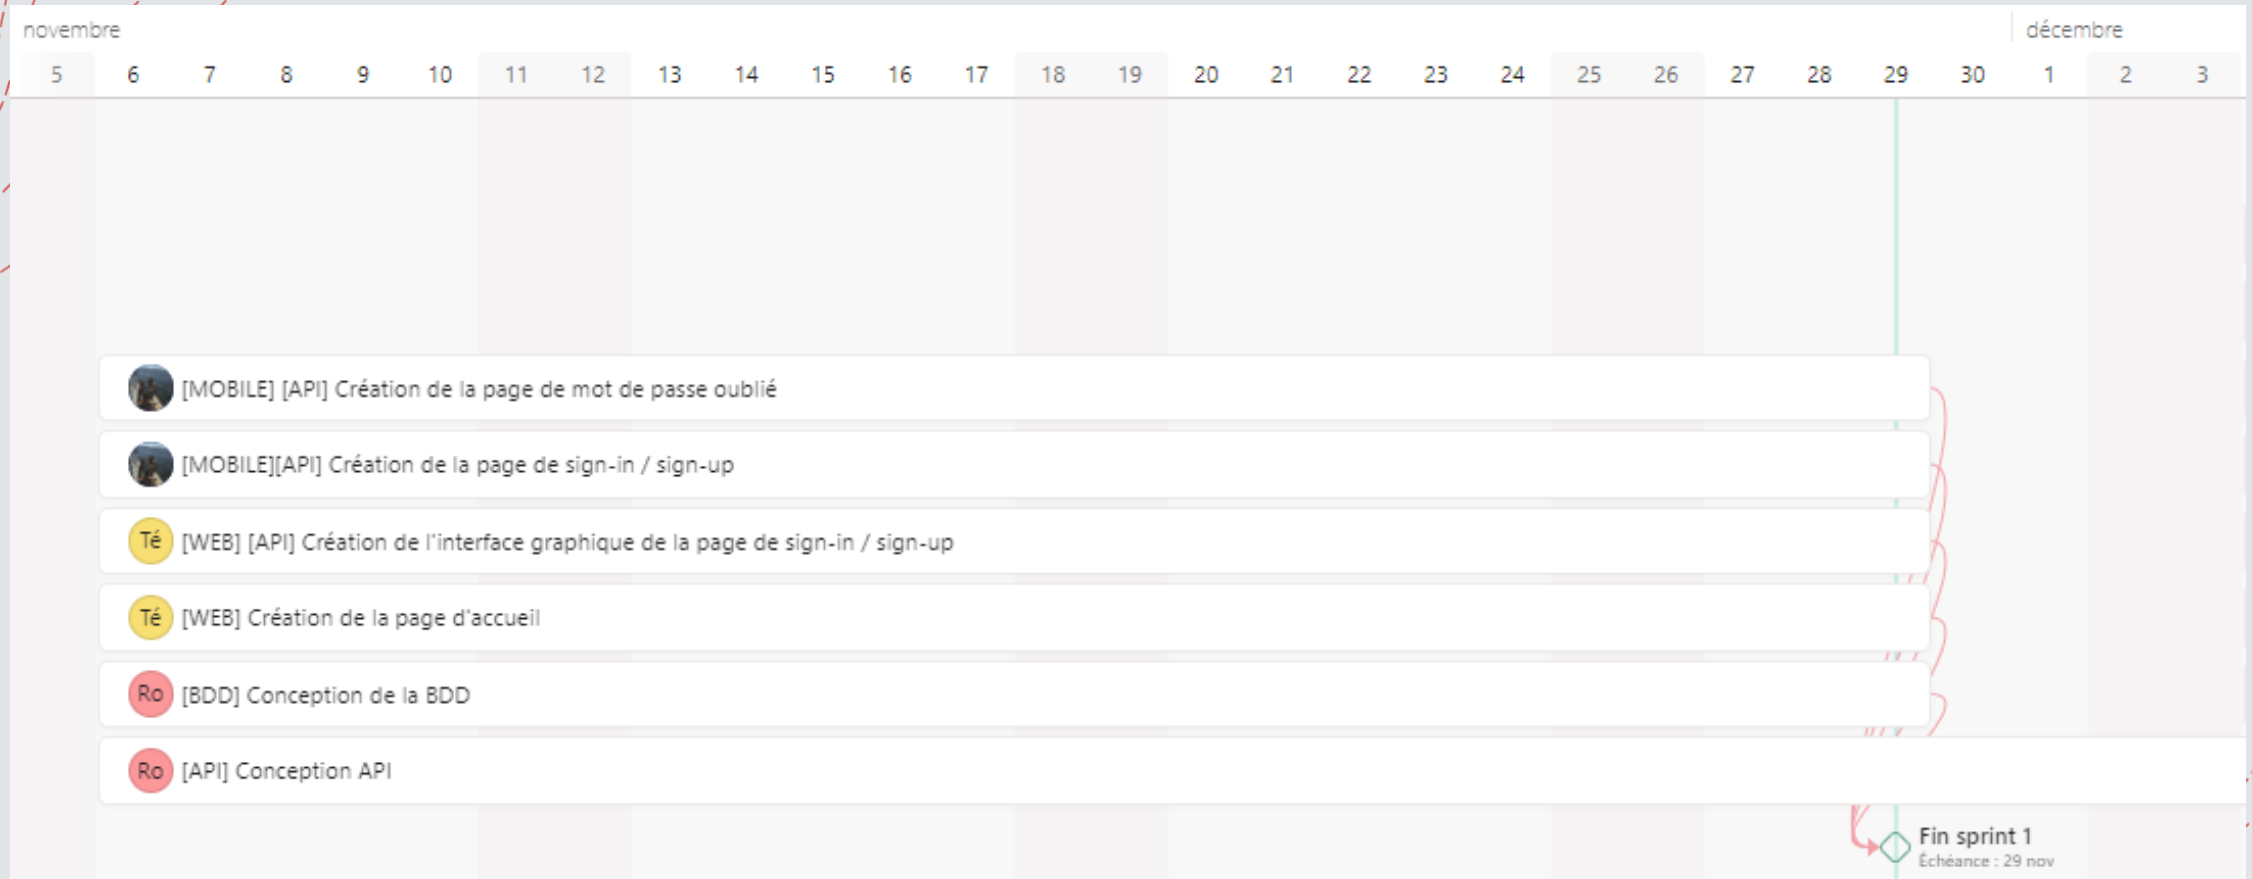 novembre décembre
5 6 7 8 9 10 11 12 13 14 15 16 17 18 19 20 21 22 23 24 25 26 27 28 29 30 1 2 3
[MOBILE] [API] Création de la page de mot de passe oublié
[MOBILE][API] Création de la page de sign-in / sign-up
Té [WEB] [API] Création de l'interface graphique de la page de sign-in / sign-up
Té [WEB] Création de la page d'accueil
Ro [BDD] Conception de la BDD
Ro [API] Conception API
Fin sprint 1
Échéance : 29 nov